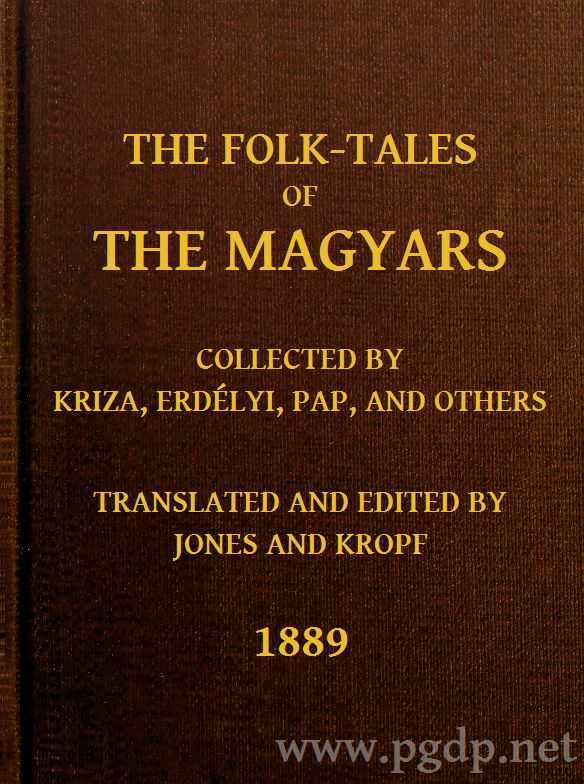 THE FOLK-TALES
OF
THE MAGYARS
COLLECTED BY
KRIZA, ERDÉLYI, PAP, AND OTHERS
TRANSLATED AND EDITED BY
JONES AND KROPF
1889
www.pgdp.net